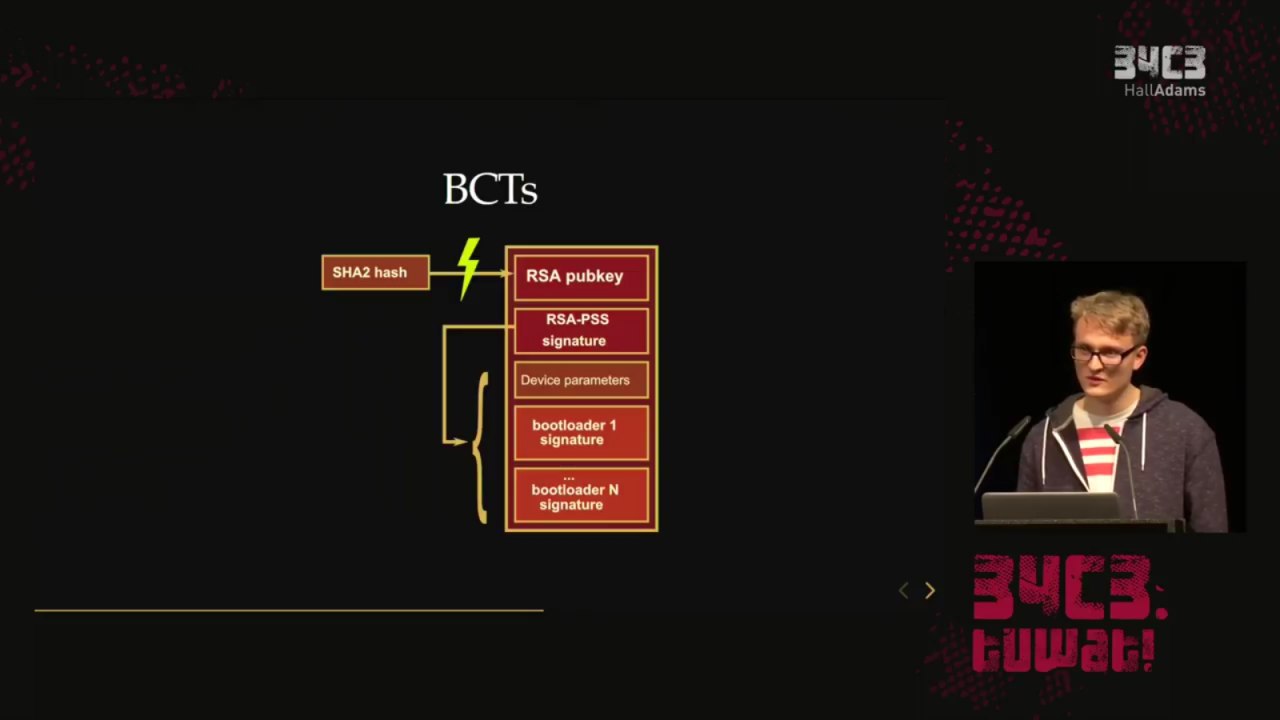 34C3
HallAdams
BCTs
SHA2 hash
RSA pubkey
RSA-PSS
signature
Device parameters
bootloader 1
signature
...
bootloader N
signature
34C3.
tuwat!